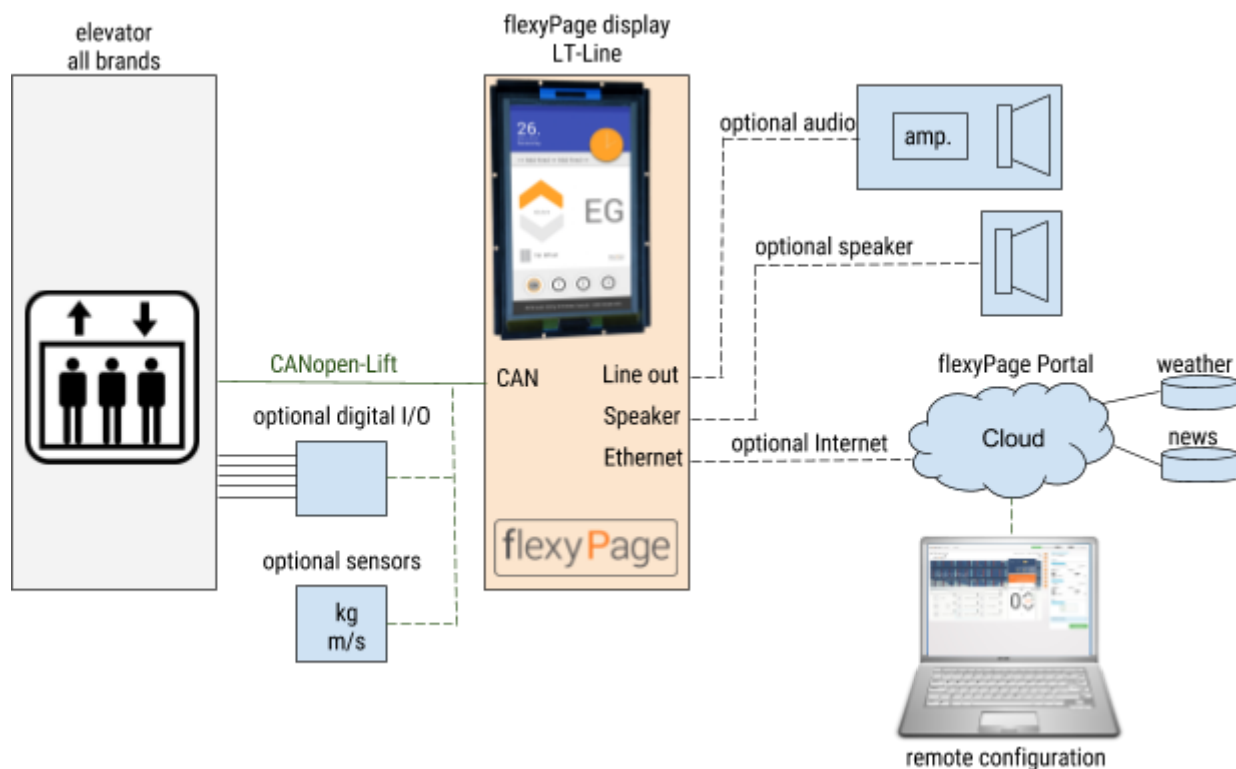 elevator
all brands
flexyPage display
LT-Line
26.
EG
optional audio
amp.
optional speaker
CANopen-Lift
CAN
Line out
Speaker
Ethernet
optional digital I/O
optional sensors
kg
m/s
flexyPage
optional Internet
flexyPage Portal
Cloud
weather
news
remote configuration